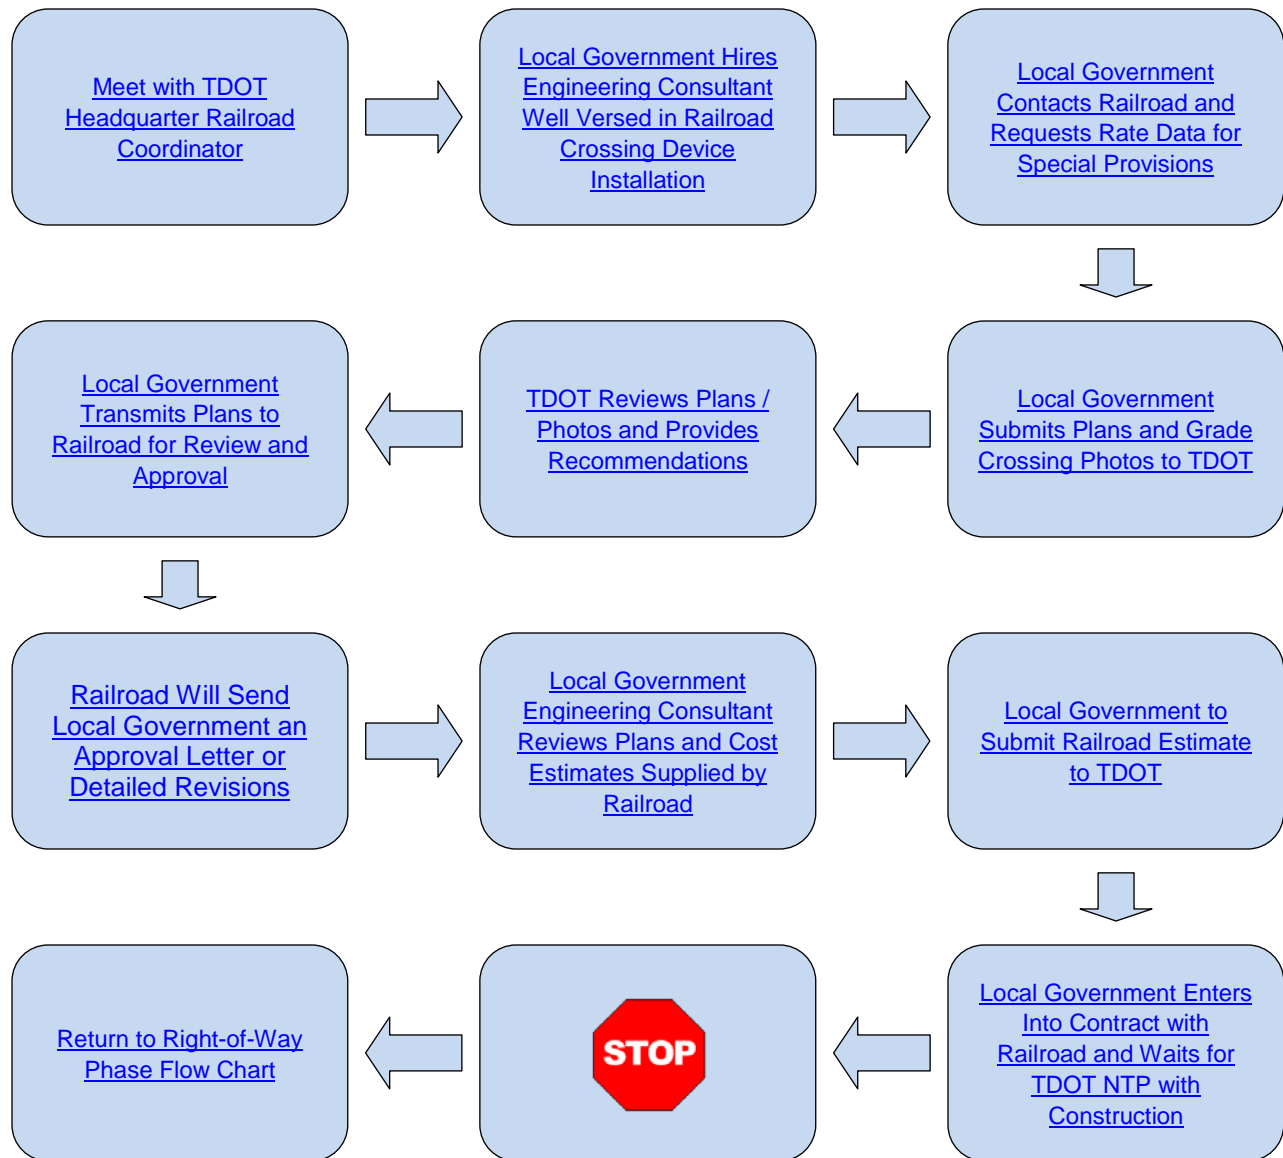 Meet with TDOT
Headquarter Railroad
Coordinator
Local Government Hires
Engineering Consultant
Well Versed in Railroad
Crossing Device
Installation
Local Government
Contacts Railroad and
Requests Rate Data for
Special Provisions
Local Government
Submits Plans and Grade
Crossing Photos to TDOT
TDOT Reviews Plans /
Photos and Provides
Recommendations
Local Government
Transmits Plans to
Railroad for Review and
Approval
Railroad Will Send
Local Government an
Approval Letter or
Detailed Revisions
Local Government
Engineering Consultant
Reviews Plans and Cost
Estimates Supplied by
Railroad
Local Government to
Submit Railroad Estimate
to TDOT
Local Government Enters
Into Contract with
Railroad and Waits for
TDOT NTP with
Construction
STOP
Return to Right-of-Way
Phase Flow Chart